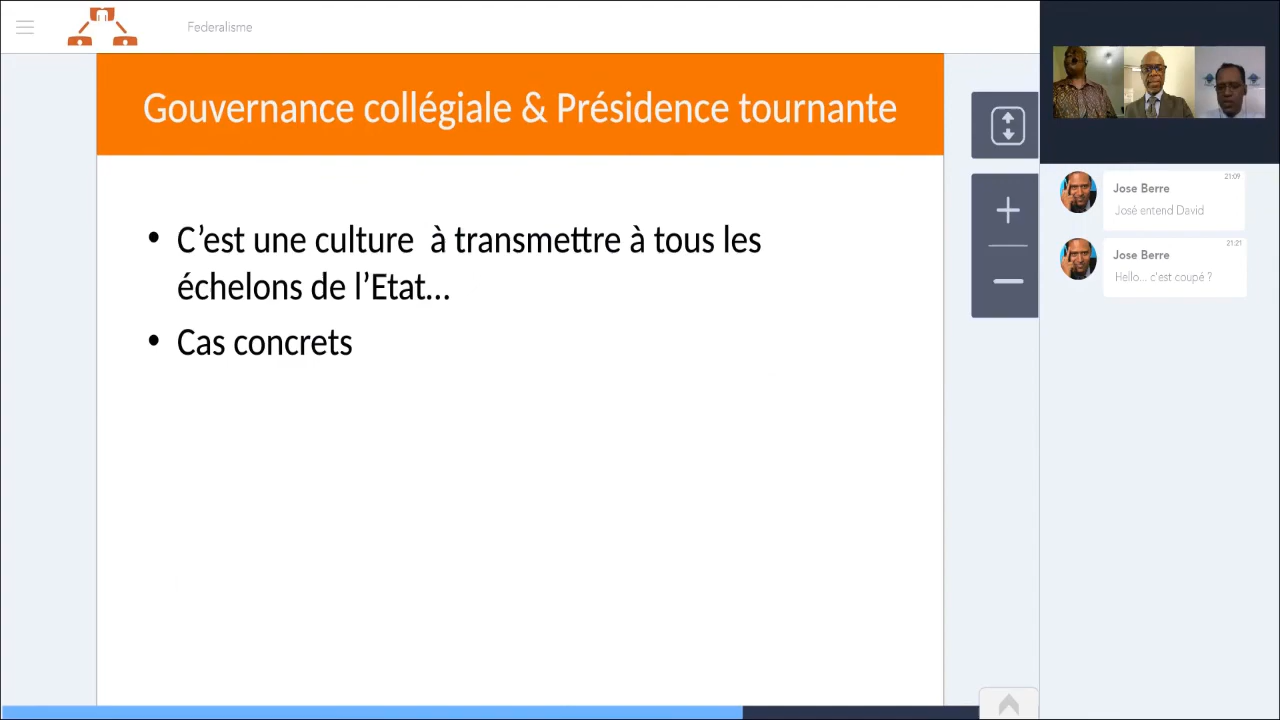 Federalisme
Gouvernance collégiale & Présidence tournante
• C’est une culture à transmettre à tous les
échelons de l’Etat...
• Cas concrets
21:09
Jose Berre
José entend David
21:21
Jose Berre
Hello... c'est coupé ?